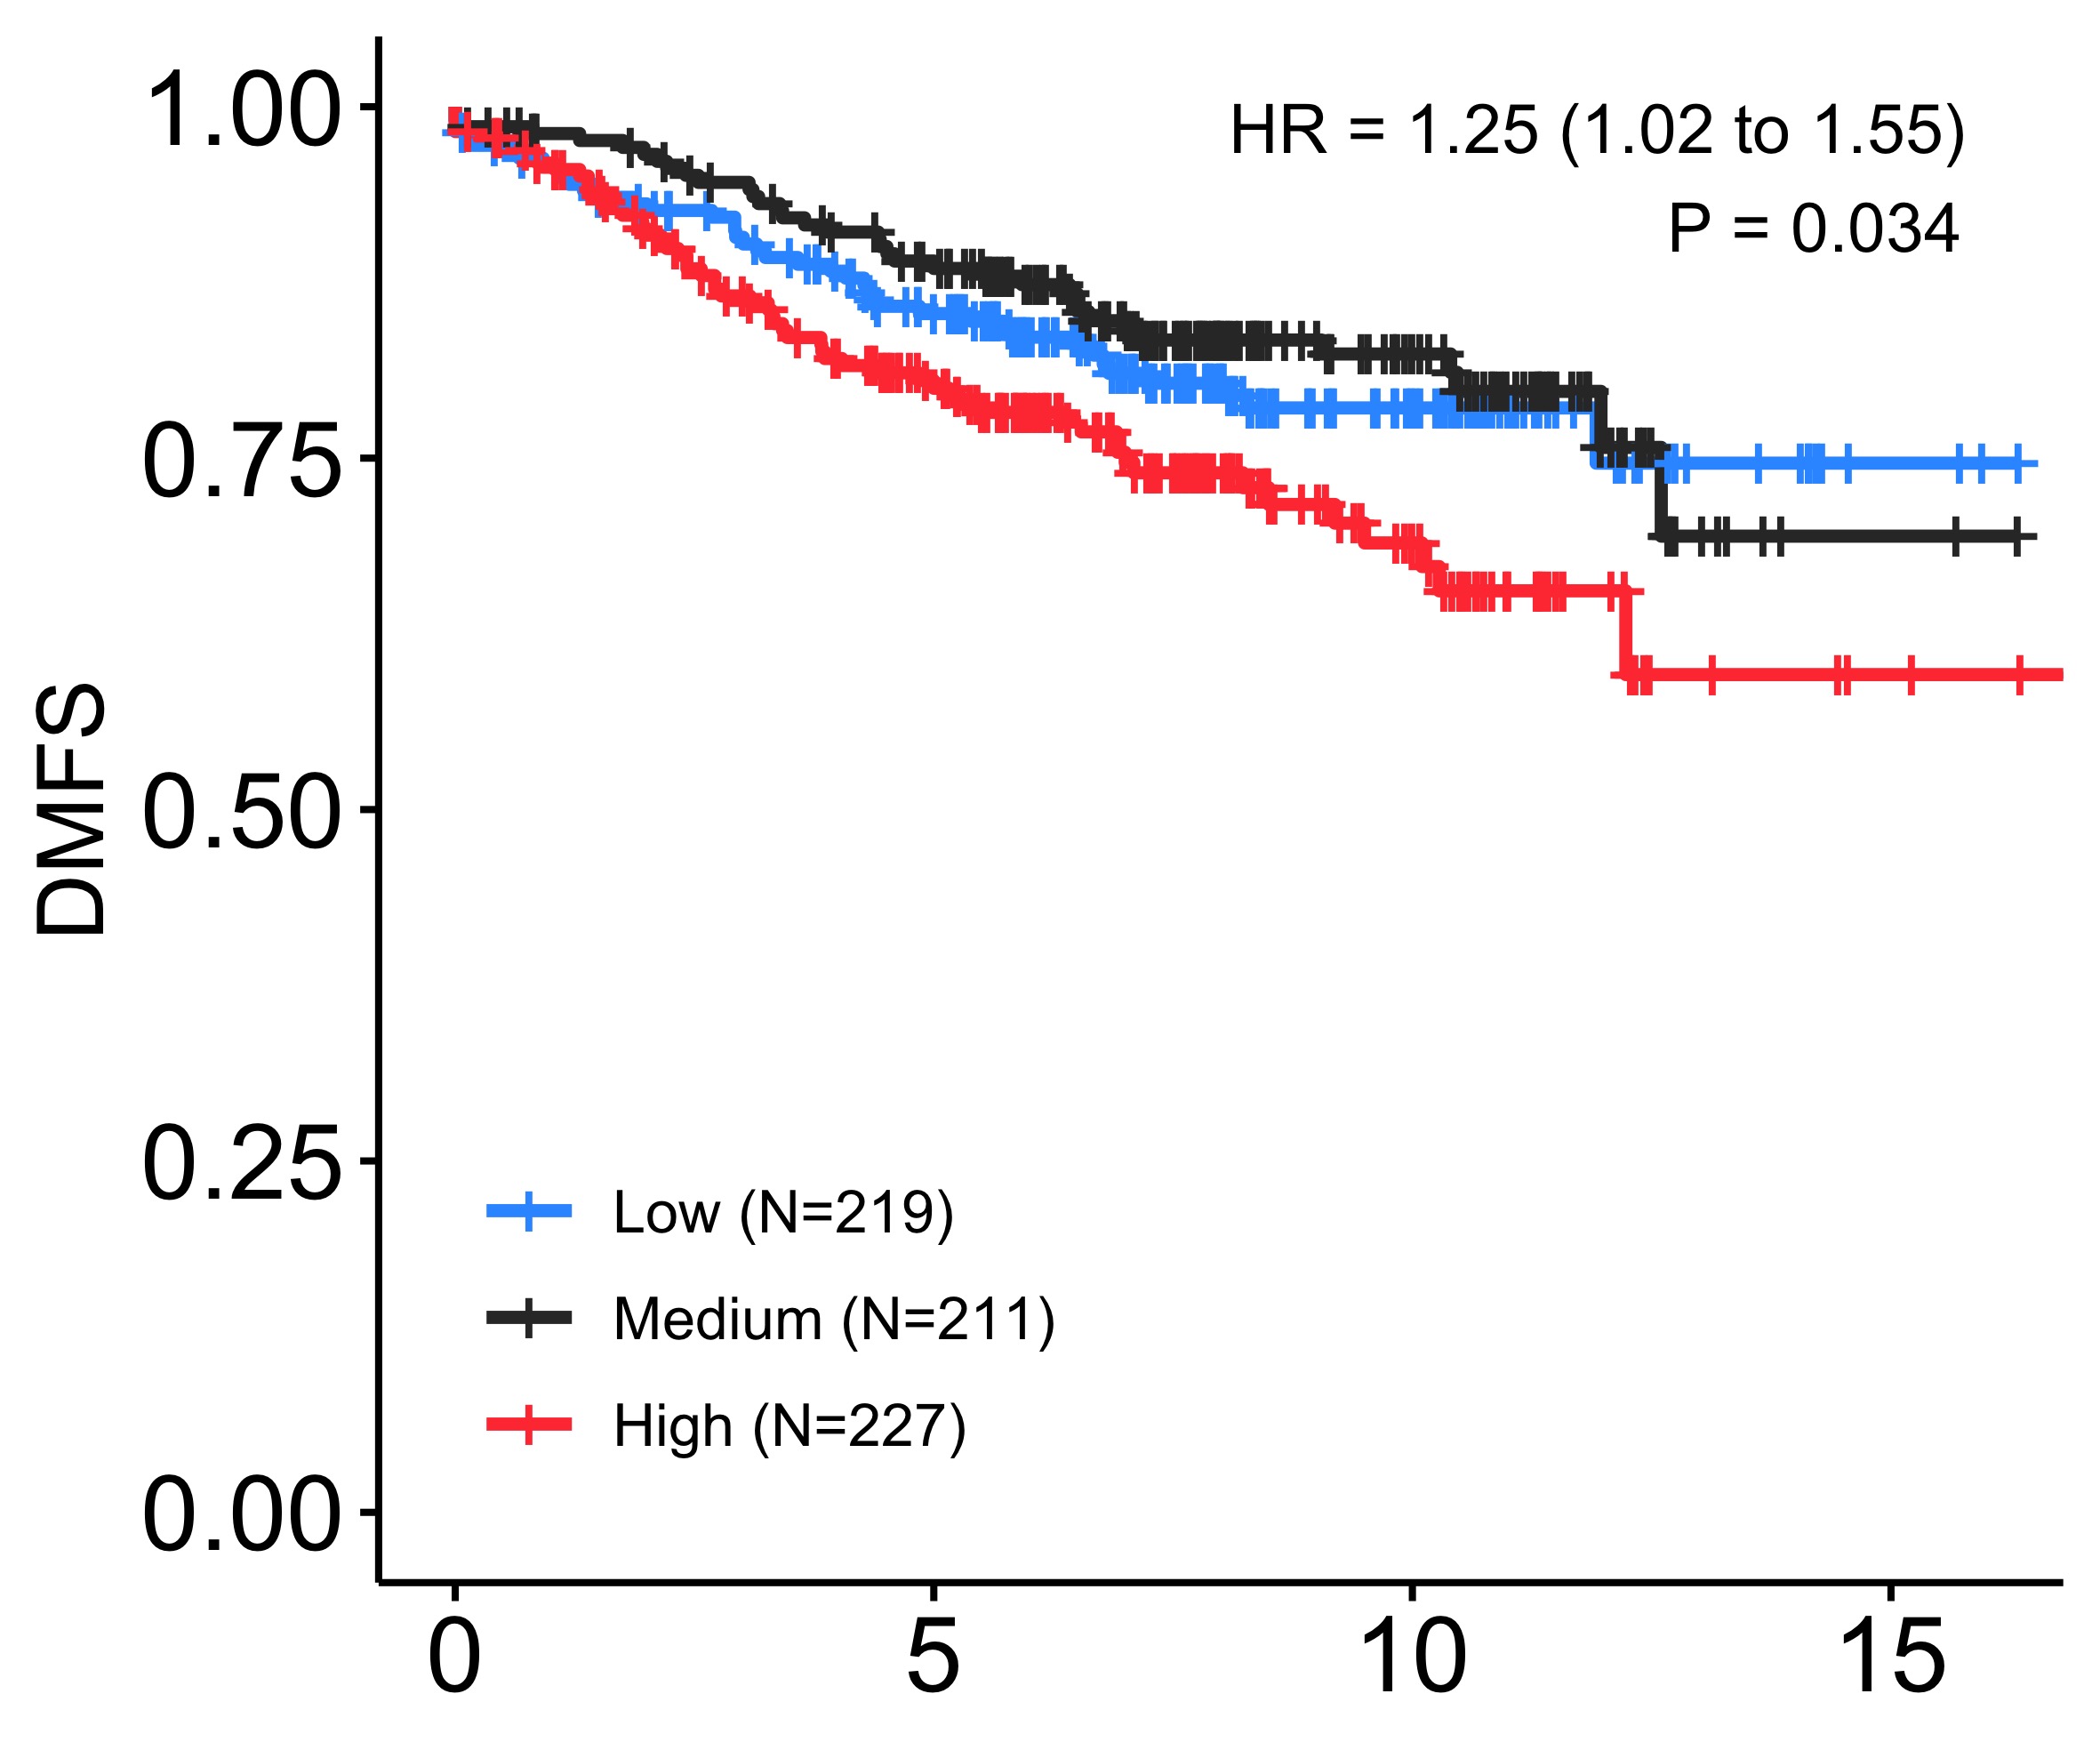 1.00
0.75
0.50
0.25
0.00
DMFS
HR = 1.25 (1.02 to 1.55)
P = 0.034
Low (N=219)
Medium (N=211)
High (N=227)
0 5 10 15